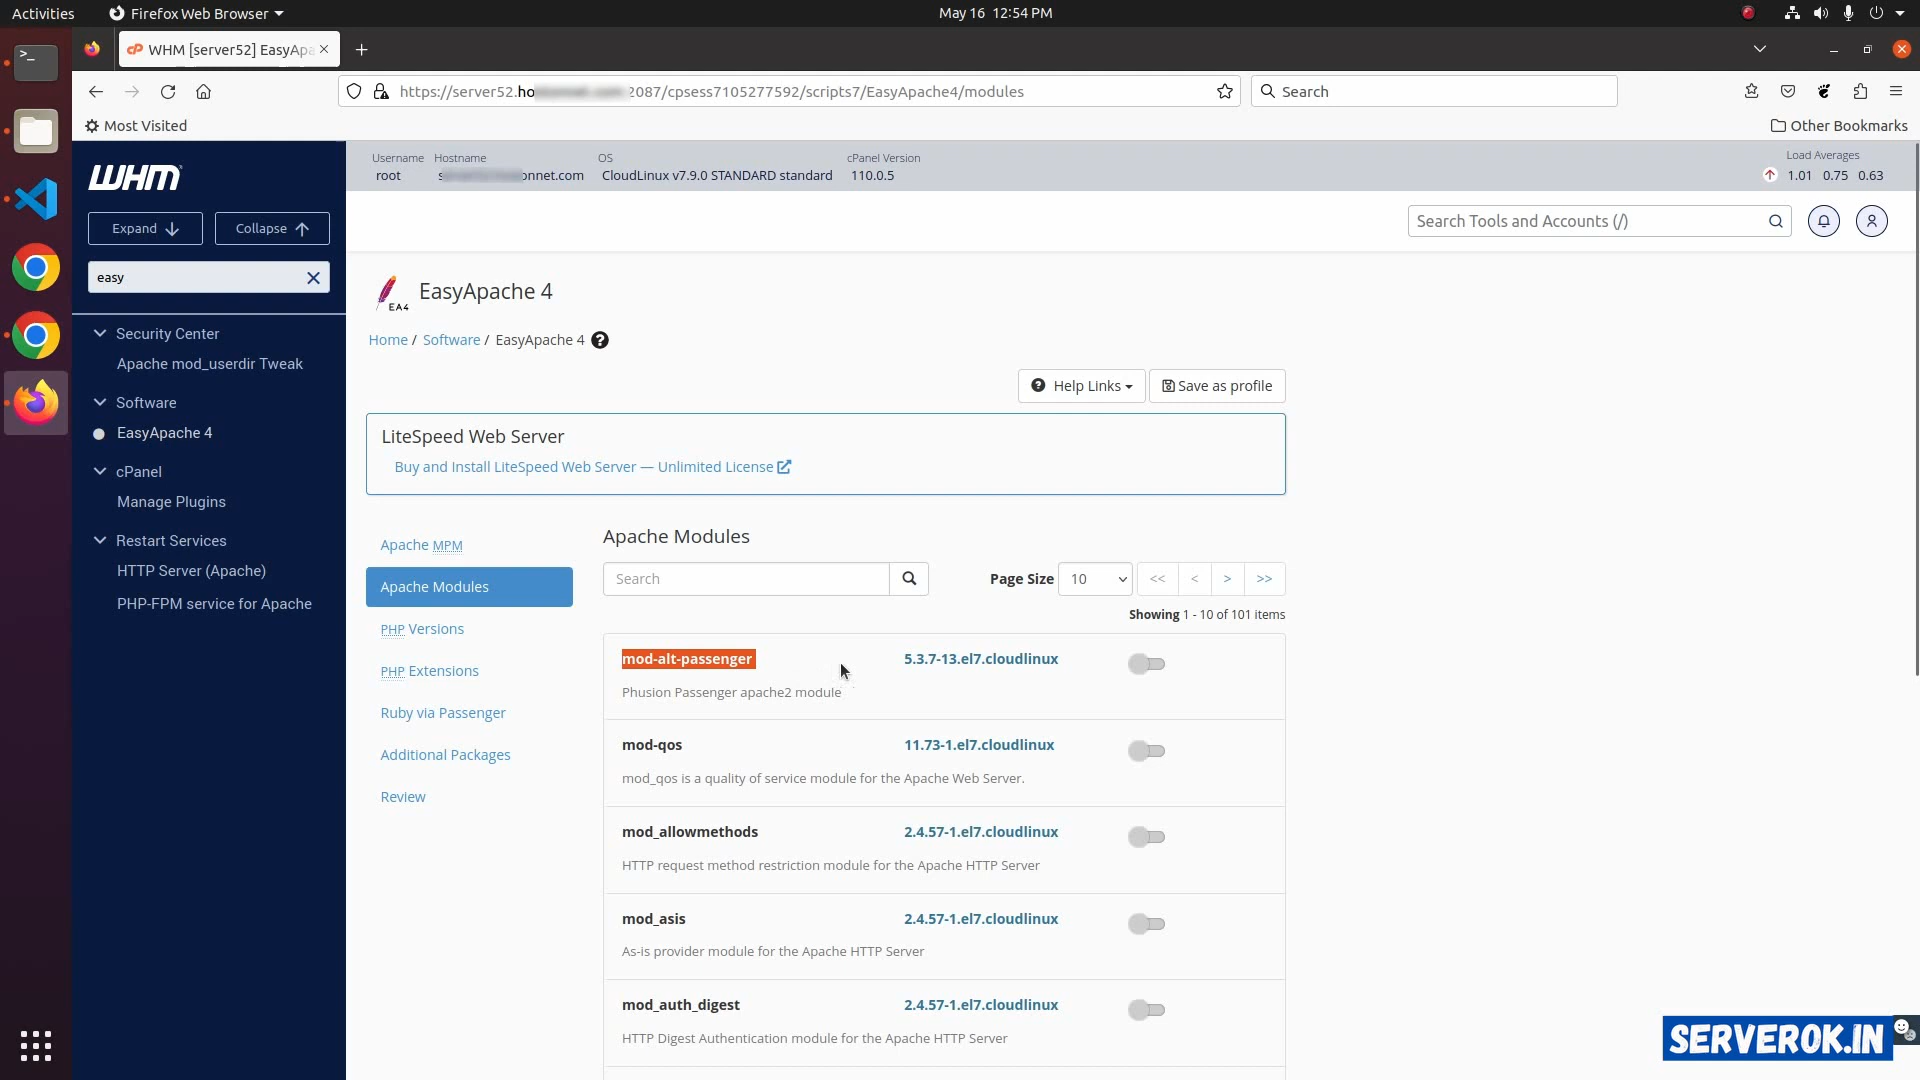 Activities Firefox Web Browser May 16 12:54 PM
WHM [server52] EasyApa
https://server52.ho 2087/cpsess7105277592/scripts7/EasyApache4/modules Search
Most Visited Other Bookmarks
WHM
Expand Collapse
easy
Security Center
Apache mod_userdir Tweak
Software
EasyApache 4
cPanel
Manage Plugins
Restart Services
HTTP Server (Apache)
PHP-FPM service for Apache
Username Hostname OS cPanel Version Load Averages
root s onnet.com CloudLinux v7.9.0 STANDARD standard 110.0.5 1.01 0.75 0.63
Search Tools and Accounts (/)
EA4 EasyApache 4
Home / Software / EasyApache 4
Help Links Save as profile
LiteSpeed Web Server
Buy and Install LiteSpeed Web Server — Unlimited License
Apache MPM
Apache Modules
PHP Versions
PHP Extensions
Ruby via Passenger
Additional Packages
Review
Apache Modules
Search Page Size 10 << < > >>
Showing 1 - 10 of 101 items
mod-alt-passenger 5.3.7-13.el7.cloudlinux
Phusion Passenger apache2 module
mod-qos 11.73-1.el7.cloudlinux
mod_qos is a quality of service module for the Apache Web Server.
mod_allowmethods 2.4.57-1.el7.cloudlinux
HTTP request method restriction module for the Apache HTTP Server
mod_asis 2.4.57-1.el7.cloudlinux
As-is provider module for the Apache HTTP Server
mod_auth_digest 2.4.57-1.el7.cloudlinux
HTTP Digest Authentication module for the Apache HTTP Server
SERVEROK.IN